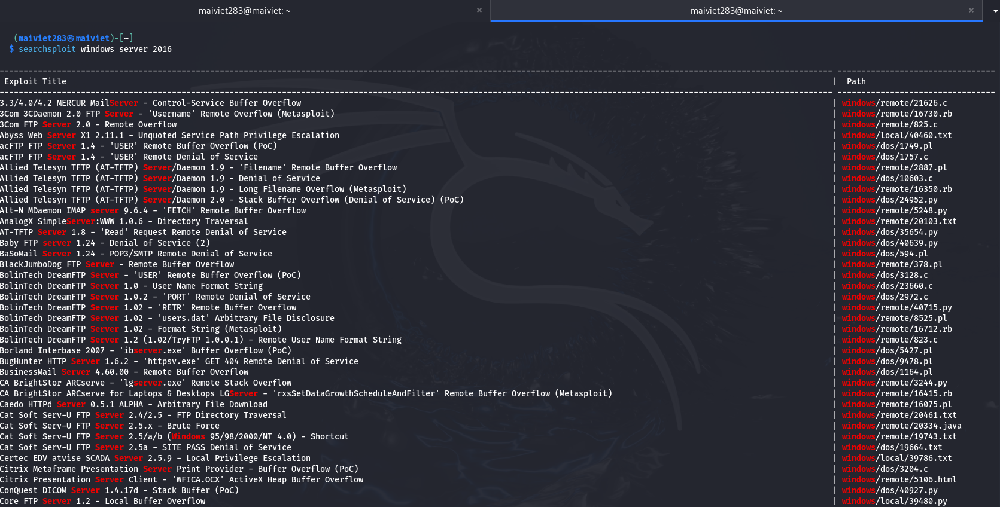 maiviet283@maiviet: ~ × maiviet283@maiviet: ~ ×
┌──(maiviet283㉿maiviet)-[~]
└─$ searchsploit windows server 2016
---------------------------------------------------------------------------------- ---------------------------------
Exploit Title | Path
---------------------------------------------------------------------------------- ---------------------------------
3.3/4.0/4.2 MERCUR MailServer - Control-Service Buffer Overflow | windows/remote/21626.c
3Com 3CDaemon 2.0 FTP Server - 'Username' Remote Overflow (Metasploit) | windows/remote/16730.rb
3Com FTP Server 2.0 - Remote Overflow | windows/remote/825.c
Abyss Web Server X1 2.11.1 - Unquoted Service Path Privilege Escalation | windows/local/40460.txt
acFTP FTP Server 1.4 - 'USER' Remote Buffer Overflow (PoC) | windows/dos/1749.pl
acFTP FTP Server 1.4 - 'USER' Remote Denial of Service | windows/dos/1757.c
Allied Telesyn TFTP (AT-TFTP) Server/Daemon 1.9 - 'Filename' Remote Buffer Overflow | windows/remote/2887.pl
Allied Telesyn TFTP (AT-TFTP) Server/Daemon 1.9 - Denial of Service | windows/dos/10603.c
Allied Telesyn TFTP (AT-TFTP) Server/Daemon 1.9 - Long Filename Overflow (Metasploit) | windows/remote/16350.rb
Allied Telesyn TFTP (AT-TFTP) Server/Daemon 2.0 - Stack Buffer Overflow (Denial of Service) (PoC) | windows/dos/24952.py
Alt-N MDaemon IMAP server 9.6.4 - 'FETCH' Remote Buffer Overflow | windows/remote/5248.py
AnalogX SimpleServer:WWW 1.0.6 - Directory Traversal | windows/remote/20103.txt
AT-TFTP Server 1.8 - 'Read' Request Remote Denial of Service | windows/dos/35654.py
Baby FTP server 1.24 - Denial of Service (2) | windows/dos/40639.py
BaSoMail Server 1.24 - POP3/SMTP Remote Denial of Service | windows/dos/594.pl
BlackJumboDog FTP Server - Remote Buffer Overflow | windows/remote/378.pl
BolinTech DreamFTP Server - 'USER' Remote Buffer Overflow (PoC) | windows/dos/3128.c
BolinTech DreamFTP Server 1.0 - User Name Format String | windows/dos/23660.c
BolinTech DreamFTP Server 1.0.2 - 'PORT' Remote Denial of Service | windows/dos/2972.c
BolinTech DreamFTP Server 1.02 - 'RETR' Remote Buffer Overflow | windows/remote/40715.py
BolinTech DreamFTP Server 1.02 - 'users.dat' Arbitrary File Disclosure | windows/remote/8525.pl
BolinTech DreamFTP Server 1.02 - Format String (Metasploit) | windows/remote/16712.rb
BolinTech DreamFTP Server 1.2 (1.02/TryFTP 1.0.0.1) - Remote User Name Format String | windows/remote/823.c
Borland Interbase 2007 - 'ibserver.exe' Buffer Overflow (PoC) | windows/dos/5427.pl
BugHunter HTTP Server 1.6.2 - 'httpsv.exe' GET 404 Remote Denial of Service | windows/dos/9478.pl
BusinessMail Server 4.60.00 - Remote Buffer Overflow | windows/dos/1164.pl
CA BrightStor ARCserve - 'lgserver.exe' Remote Stack Overflow | windows/remote/3244.py
CA BrightStor ARCserve for Laptops & Desktops LGServer - 'rxsSetDataGrowthScheduleAndFilter' Remote Buffer Overflow (Metasploit) | windows/remote/16415.rb
Caedo HTTPd Server 0.5.1 ALPHA - Arbitrary File Download | windows/remote/16075.pl
Cat Soft Serv-U FTP Server 2.4/2.5 - FTP Directory Traversal | windows/remote/20461.txt
Cat Soft Serv-U FTP Server 2.5.x - Brute Force | windows/remote/20334.java
Cat Soft Serv-U FTP Server 2.5/a/b (Windows 95/98/2000/NT 4.0) - Shortcut | windows/remote/19743.txt
Cat Soft Serv-U FTP Server 2.5a - SITE PASS Denial of Service | windows/dos/19664.txt
Certec EDV atvise SCADA Server 2.5.9 - Local Privilege Escalation | windows/local/39786.txt
Citrix Metaframe Presentation Server Print Provider - Buffer Overflow (PoC) | windows/dos/3204.c
Citrix Presentation Server Client - 'WFICA.OCX' ActiveX Heap Buffer Overflow | windows/remote/5106.html
ConQuest DICOM Server 1.4.17d - Stack Buffer (PoC) | windows/dos/40927.py
Core FTP Server 1.2 - Local Buffer Overflow | windows/local/39480.py